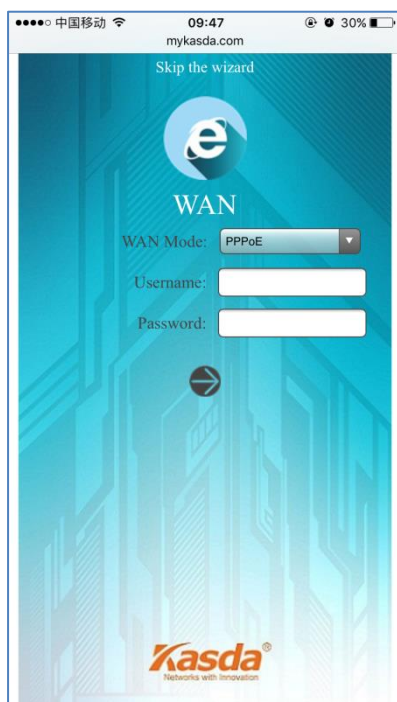 中国移动 09:47 30%
mykasda.com
Skip the wizard
WAN
WAN Mode: PPPoE
Username:
Password:
Kasda®
Networks with Innovation